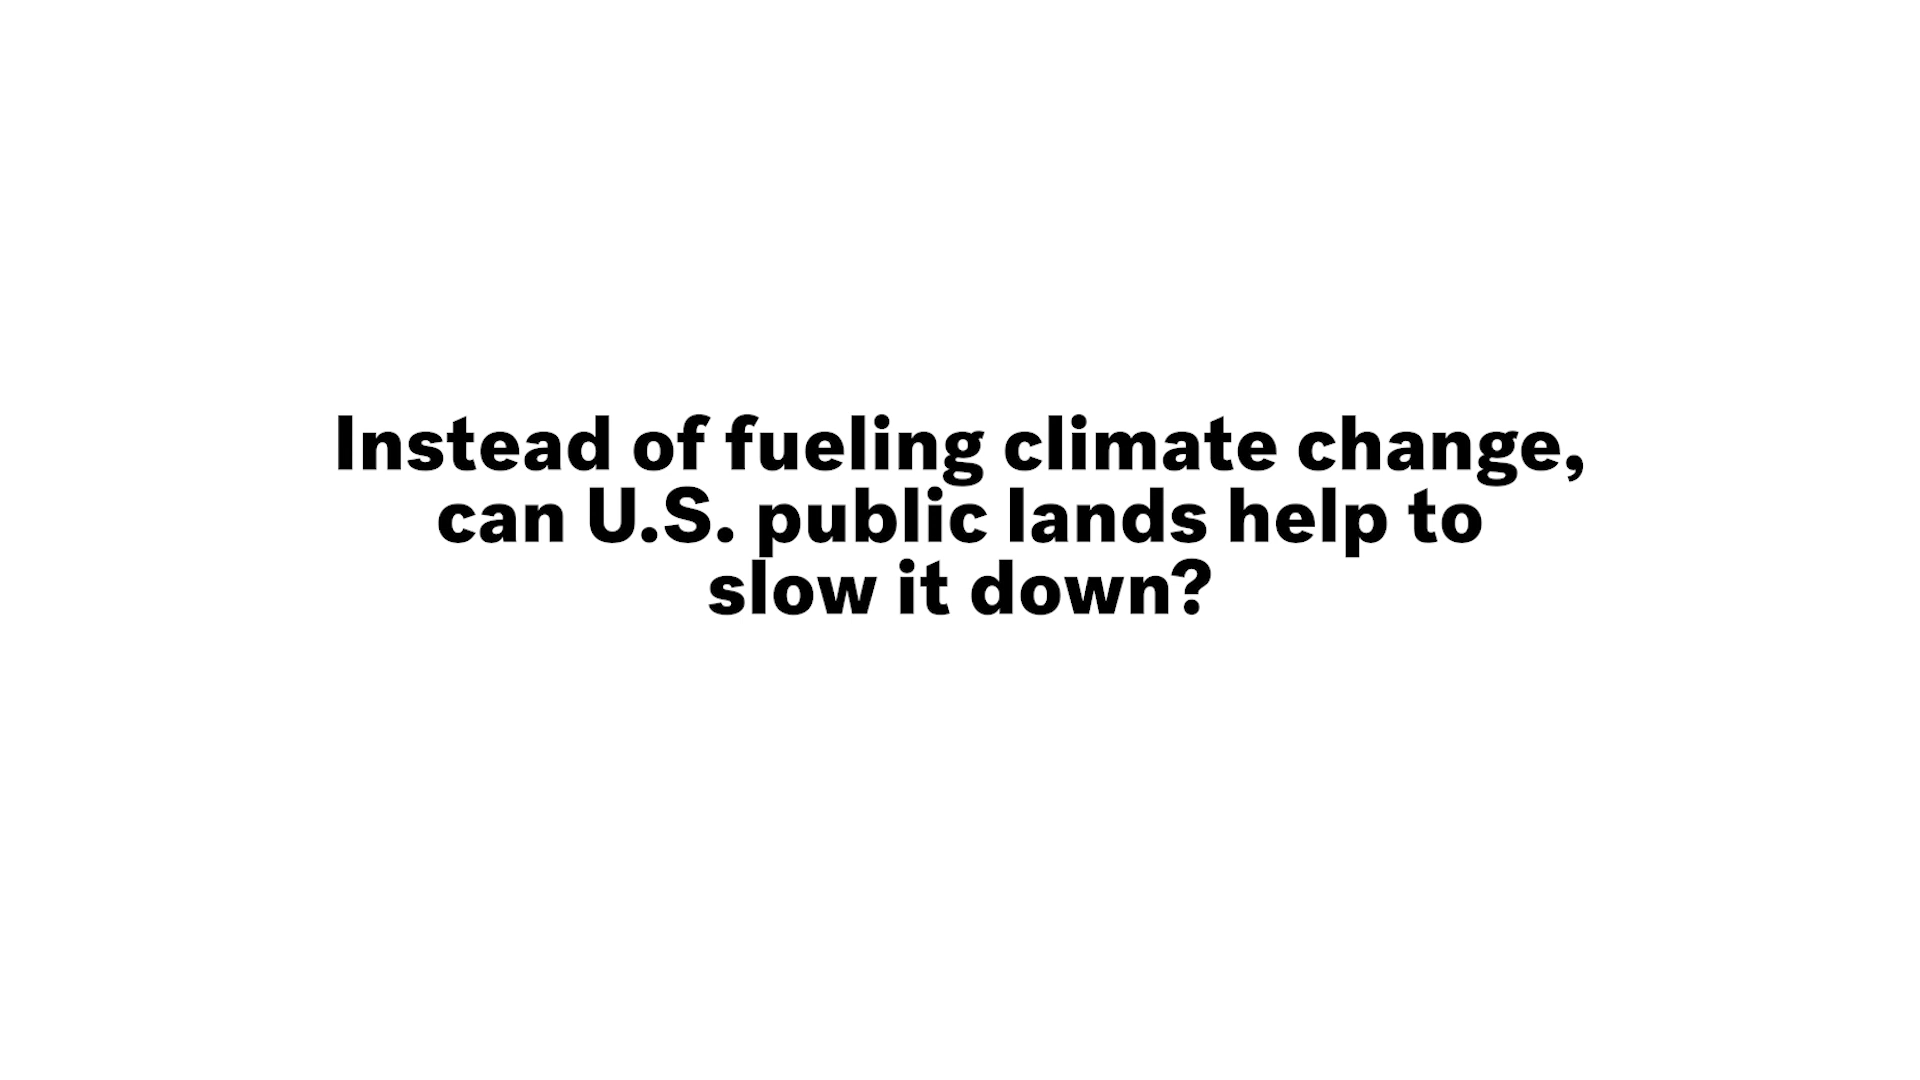 Instead of fueling climate change,
can U.S. public lands help to
slow it down?